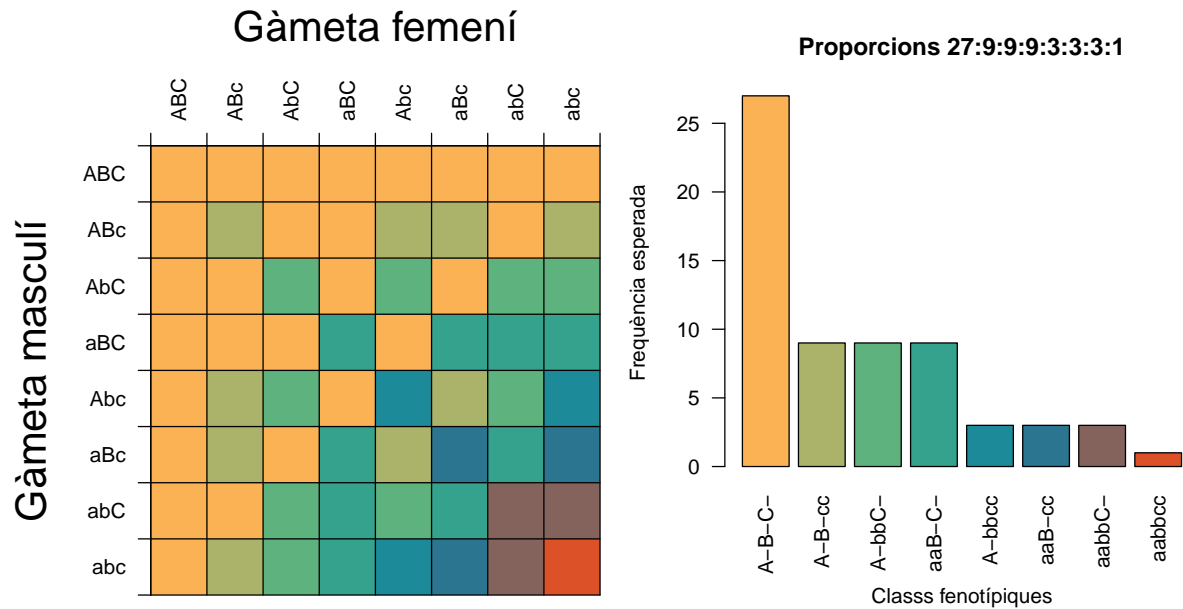 Gàmeta femení
ABC
ABc
AbC
aBC
Abc
aBc
abC
abc
Gàmeta masculí
ABC
ABc
AbC
aBC
Abc
aBc
abC
abc
Proporcions 27:9:9:9:3:3:3:1
Frequència esperada
25
20
15
10
5
0
A−B−C−
A−B−cc
A−bbC−
aaB−C−
A−bbcc
aaB−cc
aabbC−
aabbcc
Classs fenotípiques